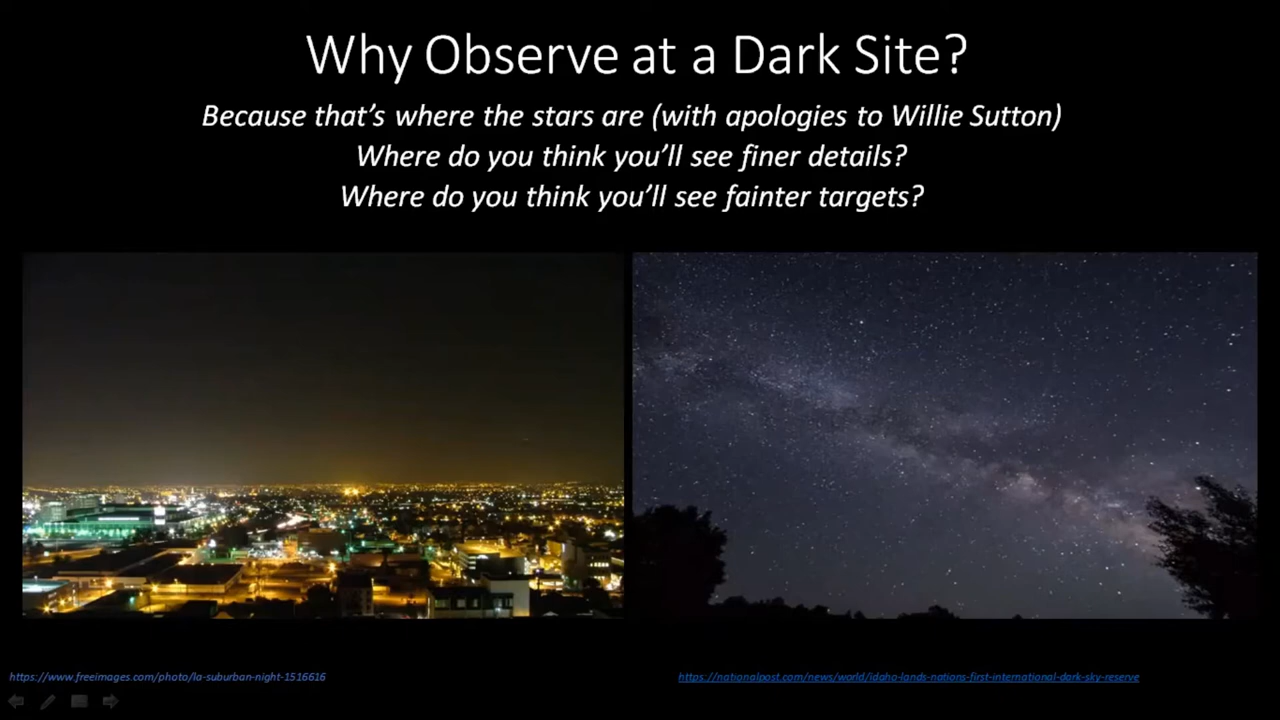 Why Observe at a Dark Site?
Because that’s where the stars are (with apologies to Willie Sutton)
Where do you think you’ll see finer details?
Where do you think you’ll see fainter targets?
https://www.freeimages.com/photo/la-suburban-night-1516616
https://nationalpost.com/news/world/idaho-lands-nations-first-international-dark-sky-reserve